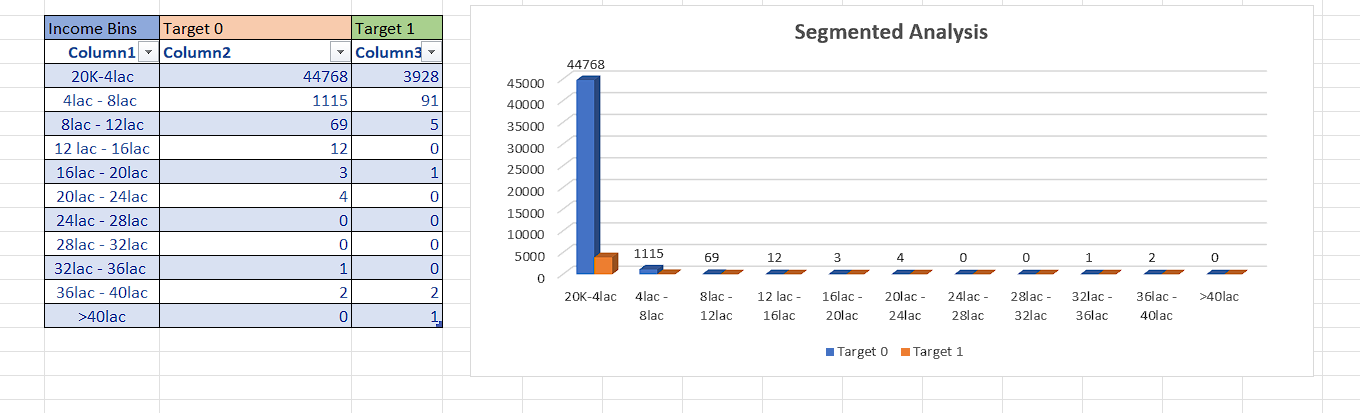 Income Bins Target 0 Target 1
Column1 Column2 Column3
20K-4lac 44768 3928
4lac - 8lac 1115 91
8lac - 12lac 69 5
12 lac - 16lac 12 0
16lac - 20lac 3 1
20lac - 24lac 4 0
24lac - 28lac 0 0
28lac - 32lac 0 0
32lac - 36lac 1 0
36lac - 40lac 2 2
>40lac 0 1
Segmented Analysis
44768
45000
40000
35000
30000
25000
20000
15000
10000
5000
0
1115 69 12 3 4 0 0 1 2 0
20K-4lac 4lac - 8lac - 12 lac - 16lac - 20lac - 24lac - 28lac - 32lac - 36lac - >40lac
8lac 12lac 16lac 20lac 24lac 28lac 32lac 36lac 40lac
Target 0 Target 1